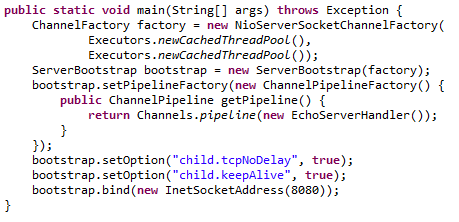 public static void main(String[] args) throws Exception {
    ChannelFactory factory = new NioServerSocketChannelFactory(
            Executors.newCachedThreadPool(),
            Executors.newCachedThreadPool());
    ServerBootstrap bootstrap = new ServerBootstrap(factory);
    bootstrap.setPipelineFactory(new ChannelPipelineFactory() {
        public ChannelPipeline getPipeline() {
            return Channels.pipeline(new EchoServerHandler());
        }
    });
    bootstrap.setOption("child.tcpNoDelay", true);
    bootstrap.setOption("child.keepAlive", true);
    bootstrap.bind(new InetSocketAddress(8080));
}